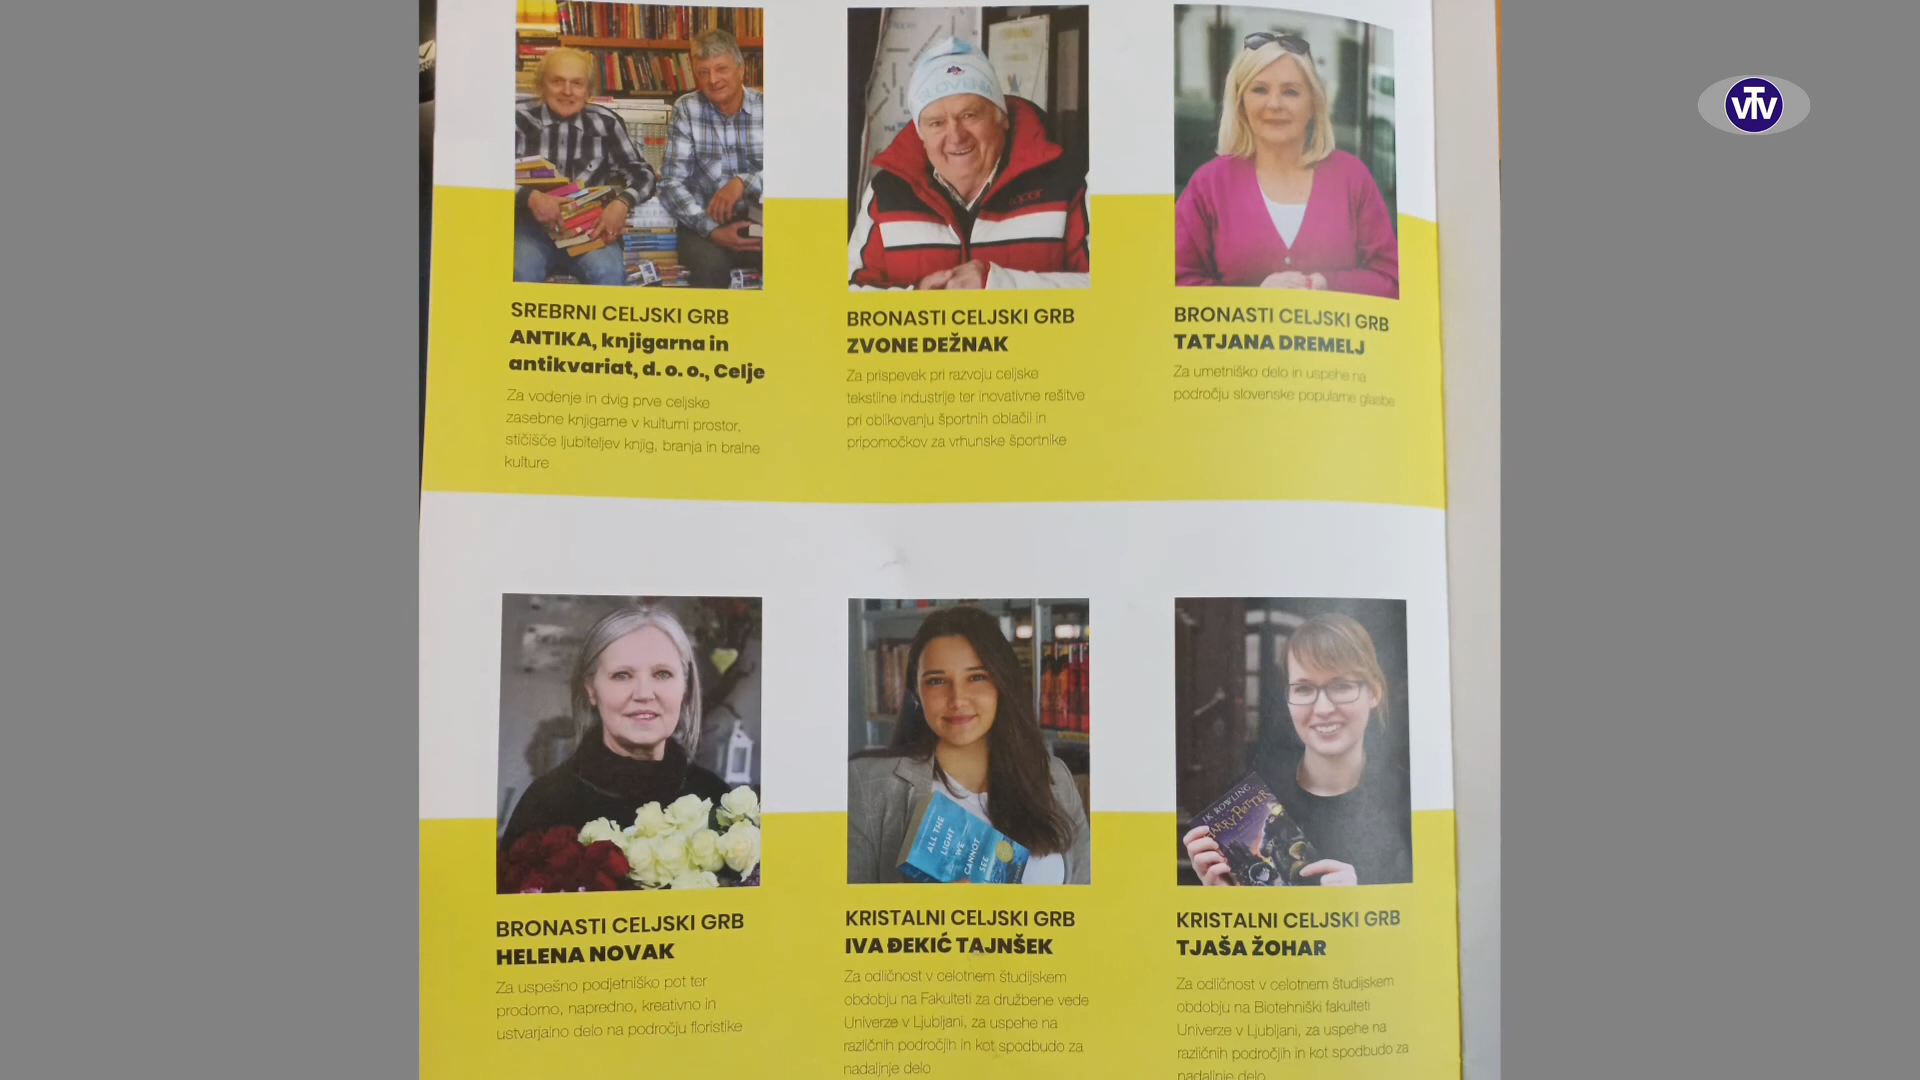 VTV
SLOVENIA
SREBRNI CELJSKI GRB
ANTIKA, knjigarna in
antikvariat, d. o. o., Celje
Za vodenje in dvig prve celjske
zasebne knjigarne v kulturni prostor,
stičišče ljubiteljev knjig, branja in bralne
kulture
BRONASTI CELJSKI GRB
ZVONE DEŽNAK
Za prispevek pri razvoju celjske
tekstilne industrije ter inovativne rešitve
pri oblikovanju športnih oblačil in
pripomočkov za vrhunske športnike
BRONASTI CELJSKI GRB
TATJANA DREMELJ
Za umetniško delo in uspehe na
področju slovenske popularne glasbe
BRONASTI CELJSKI GRB
HELENA NOVAK
Za uspešno podjetniško pot ter
prodorno, napredno, kreativno in
ustvarjalno delo na področju floristike
ALL THE
LIGHT
WE
CANNOT
SEE
KRISTALNI CELJSKI GRB
IVA ĐEKIĆ TAJNŠEK
Za odličnost v celotnem študijskem
obdobju na Fakulteti za družbene vede
Univerze v Ljubljani, za uspehe na
različnih področjih in kot spodbudo za
nadaljnje delo
J.K. ROWLING
HARRY POTTER
KRISTALNI CELJSKI GRB
TJAŠA ŽOHAR
Za odličnost v celotnem študijskem
obdobju na Biotehniški fakulteti
Univerze v Ljubljani, za uspehe na
različnih področjih in kot spodbudo za
nadaljnje delo